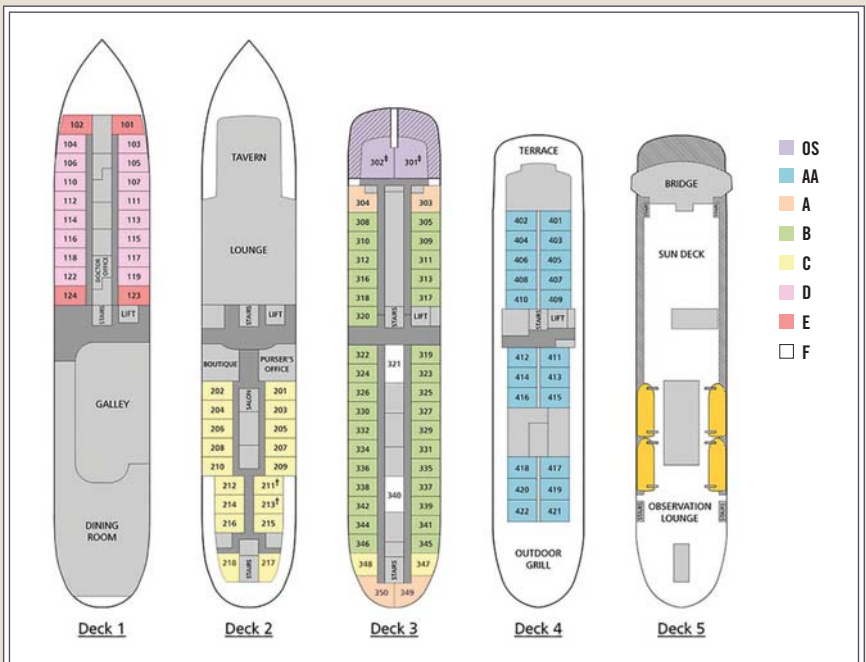 102 101
104 103
106 105
110 107
112 111
114 113
116 115
118 117
122 119
124 123
DOCTOR OFFICE
STAIRS
LIFT
GALLEY
DINING
ROOM
Deck 1
TAVERN
LOUNGE
STAIRS
LIFT
BOUTIQUE
PURSER'S
OFFICE
SALON
202 201
204 203
206 205
208 207
210 209
212 211†
214 213†
216 215
218 217
STAIRS
Deck 2
302‡ 301‡
304 303
308 305
310 309
312 311
316 313
318 317
320
STAIRS
LIFT
322 319
324 321 323
326 325
330 327
332 329
334 331
336 335
338 337
342 340 339
344 341
346 345
348 347
STAIRS
350 349
Deck 3
TERRACE
402 401
404 403
406 405
408 407
410 409
STAIRS
LIFT
412 411
414 413
416 415
418 417
420 419
422 421
OUTDOOR
GRILL
Deck 4
BRIDGE
STAIRS
STAIRS
SUN DECK
OBSERVATION
LOUNGE
STAIRS
STAIRS
Deck 5
OS
AA
A
B
C
D
E
F